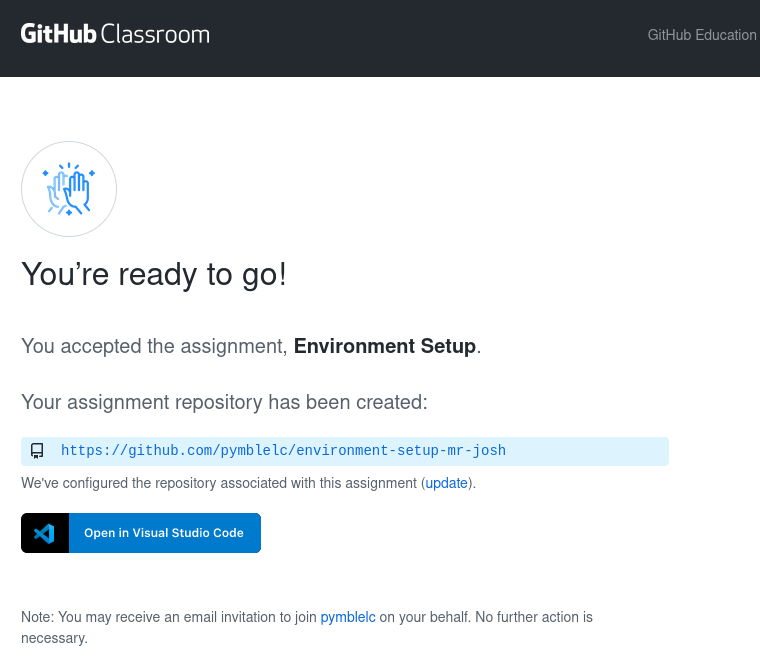 GitHub Classroom
GitHub Education
You’re ready to go!
You accepted the assignment, Environment Setup.
Your assignment repository has been created:
https://github.com/pymblelc/environment-setup-mr-josh
We've configured the repository associated with this assignment (update).
Open in Visual Studio Code
Note: You may receive an email invitation to join pymblelc on your behalf. No further action is
necessary.